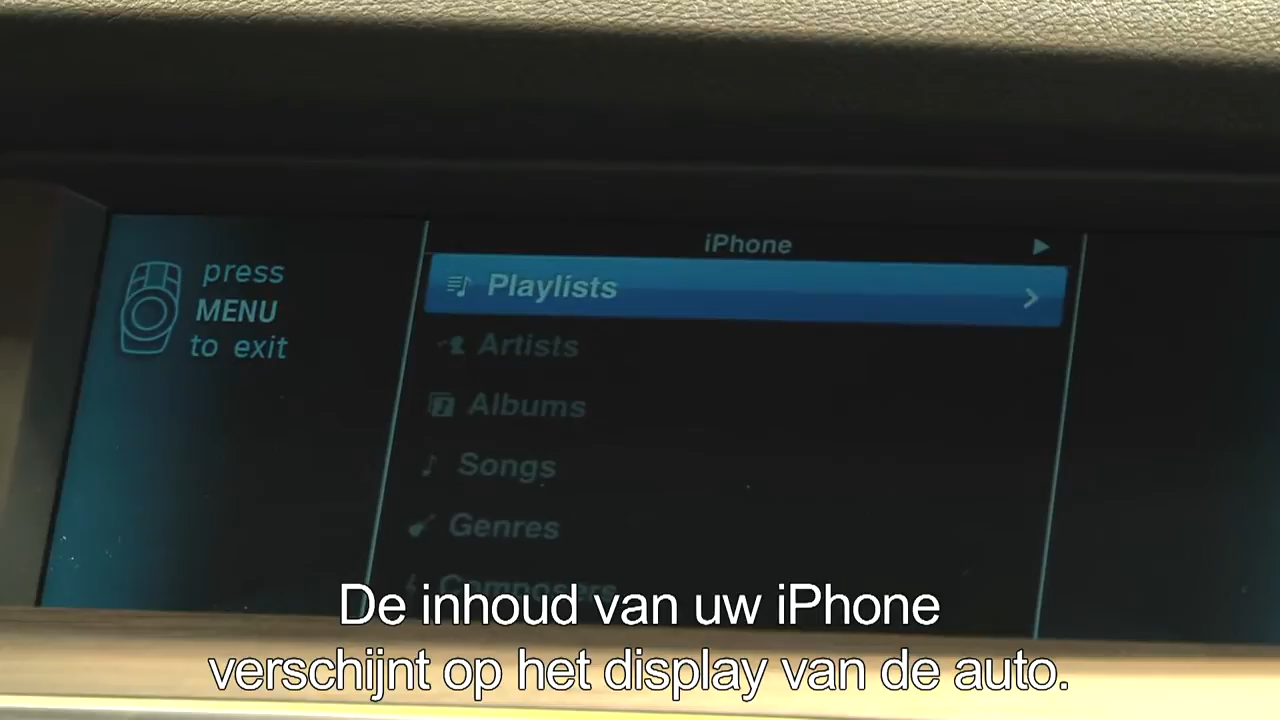 press
MENU
to exit
iPhone
Playlists
Artists
Albums
Songs
Genres
Composers
De inhoud van uw iPhone
verschijnt op het display van de auto.